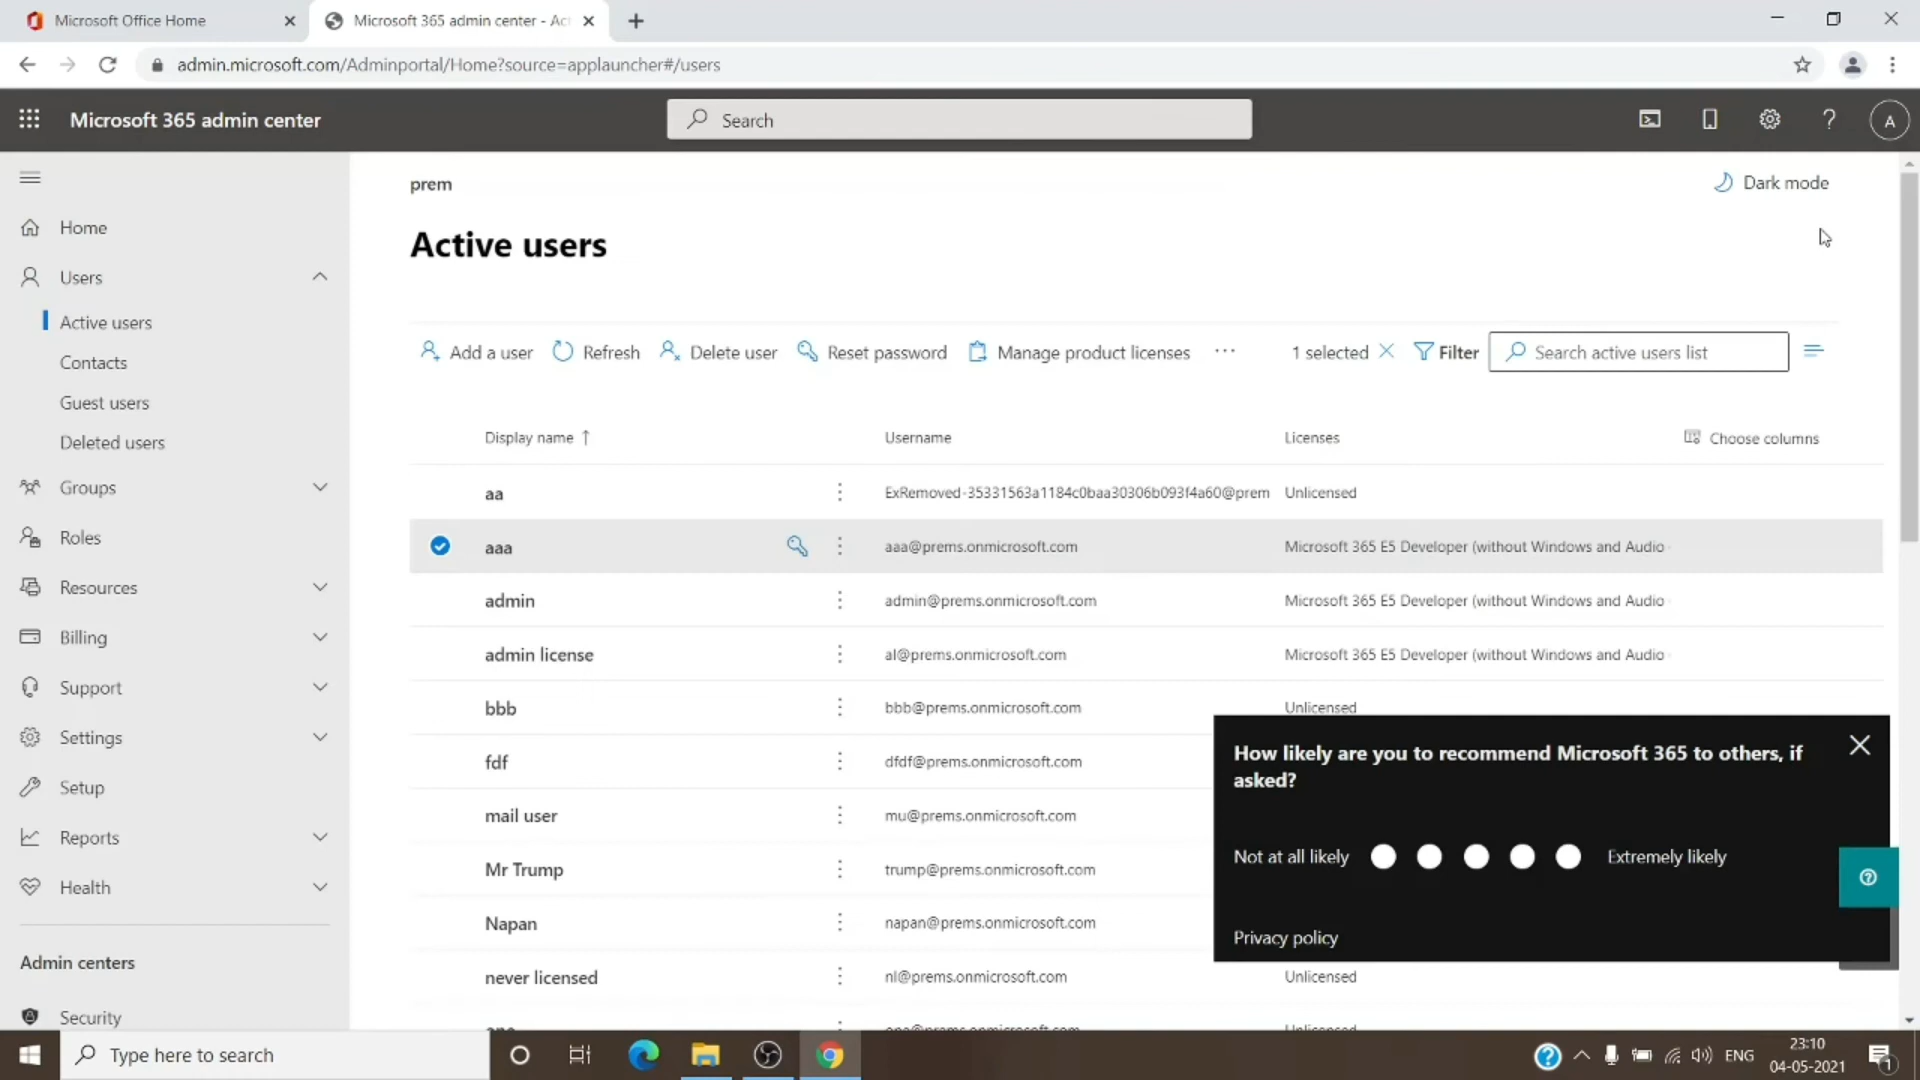 Microsoft Office Home
Microsoft 365 admin center - Ac
admin.microsoft.com/Adminportal/Home?source=applauncher#/users
Microsoft 365 admin center
Search
A
prem
Dark mode
Home
Active users
Users
Active users
Contacts
Guest users
Deleted users
Groups
Roles
Resources
Billing
Support
Settings
Setup
Reports
Health
Admin centers
Security
Add a user Refresh Delete user Reset password Manage product licenses 1 selected Filter Search active users list
Display name ↑ Username Licenses Choose columns
aa ExRemoved-35331563a1184c0baa30306b093f4a60@prem Unlicensed
aaa aaa@prems.onmicrosoft.com Microsoft 365 E5 Developer (without Windows and Audio
admin admin@prems.onmicrosoft.com Microsoft 365 E5 Developer (without Windows and Audio
admin license al@prems.onmicrosoft.com Microsoft 365 E5 Developer (without Windows and Audio
bbb bbb@prems.onmicrosoft.com Unlicensed
fdf dfdf@prems.onmicrosoft.com
mail user mu@prems.onmicrosoft.com
Mr Trump trump@prems.onmicrosoft.com
Napan napan@prems.onmicrosoft.com
never licensed nl@prems.onmicrosoft.com Unlicensed
How likely are you to recommend Microsoft 365 to others, if
asked?
Not at all likely Extremely likely
Privacy policy
Type here to search
ENG
23:10
04-05-2021
1